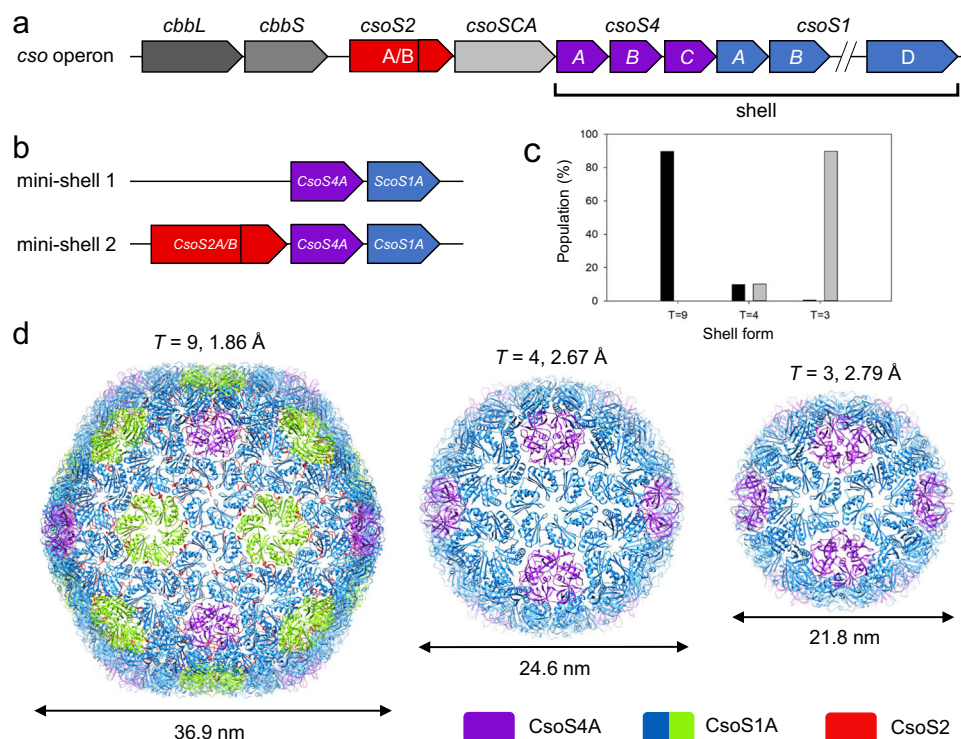 a
cbbL cbbS csoS2 csoSCA csoS4 csoS1
cso operon A/B A B C A B D
shell
b
mini-shell 1 CsoS4A ScoS1A
mini-shell 2 CsoS2A/B CsoS4A CsoS1A
c
Population (%)
100
80
60
40
20
0
T=9 T=4 T=3
Shell form
d
T = 9, 1.86 Å
T = 4, 2.67 Å
T = 3, 2.79 Å
36.9 nm
24.6 nm
21.8 nm
CsoS4A CsoS1A CsoS2